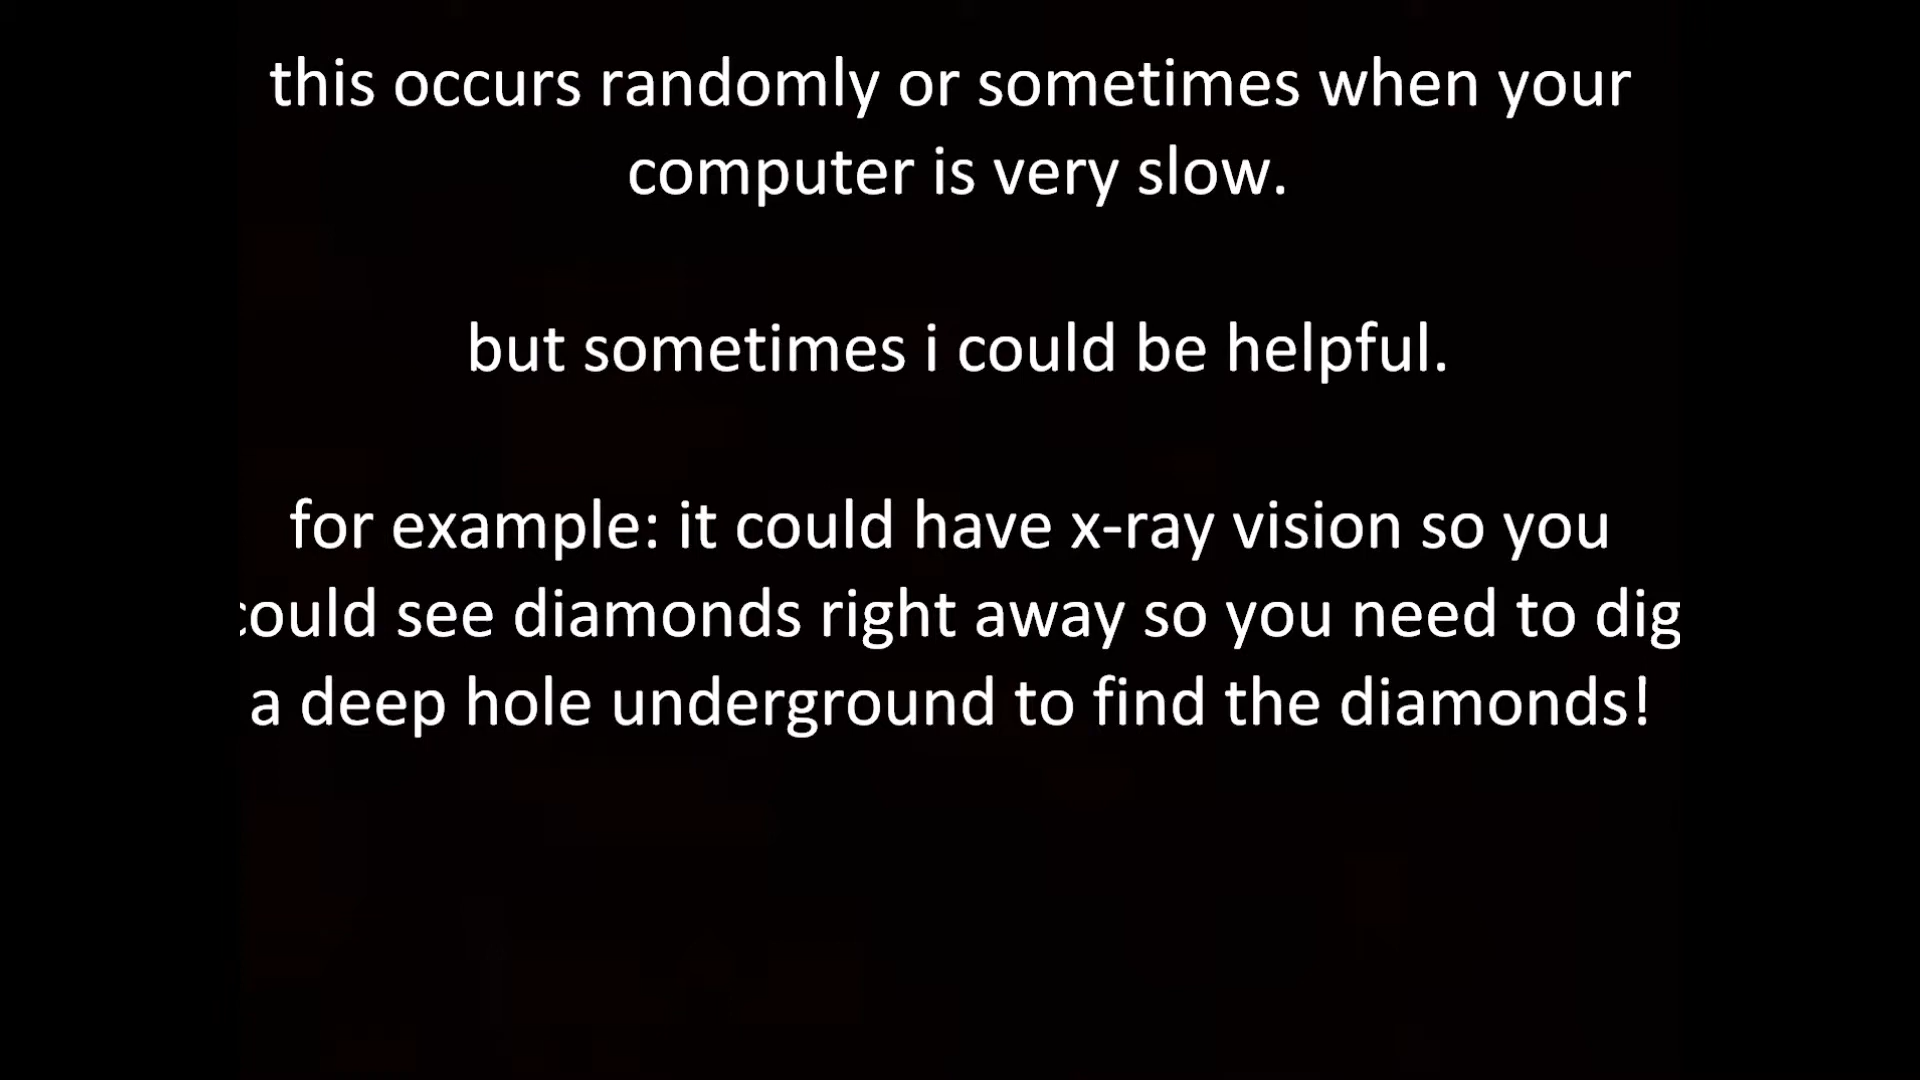 this occurs randomly or sometimes when your
computer is very slow.
but sometimes i could be helpful.
for example: it could have x-ray vision so you
could see diamonds right away so you need to dig
a deep hole underground to find the diamonds!